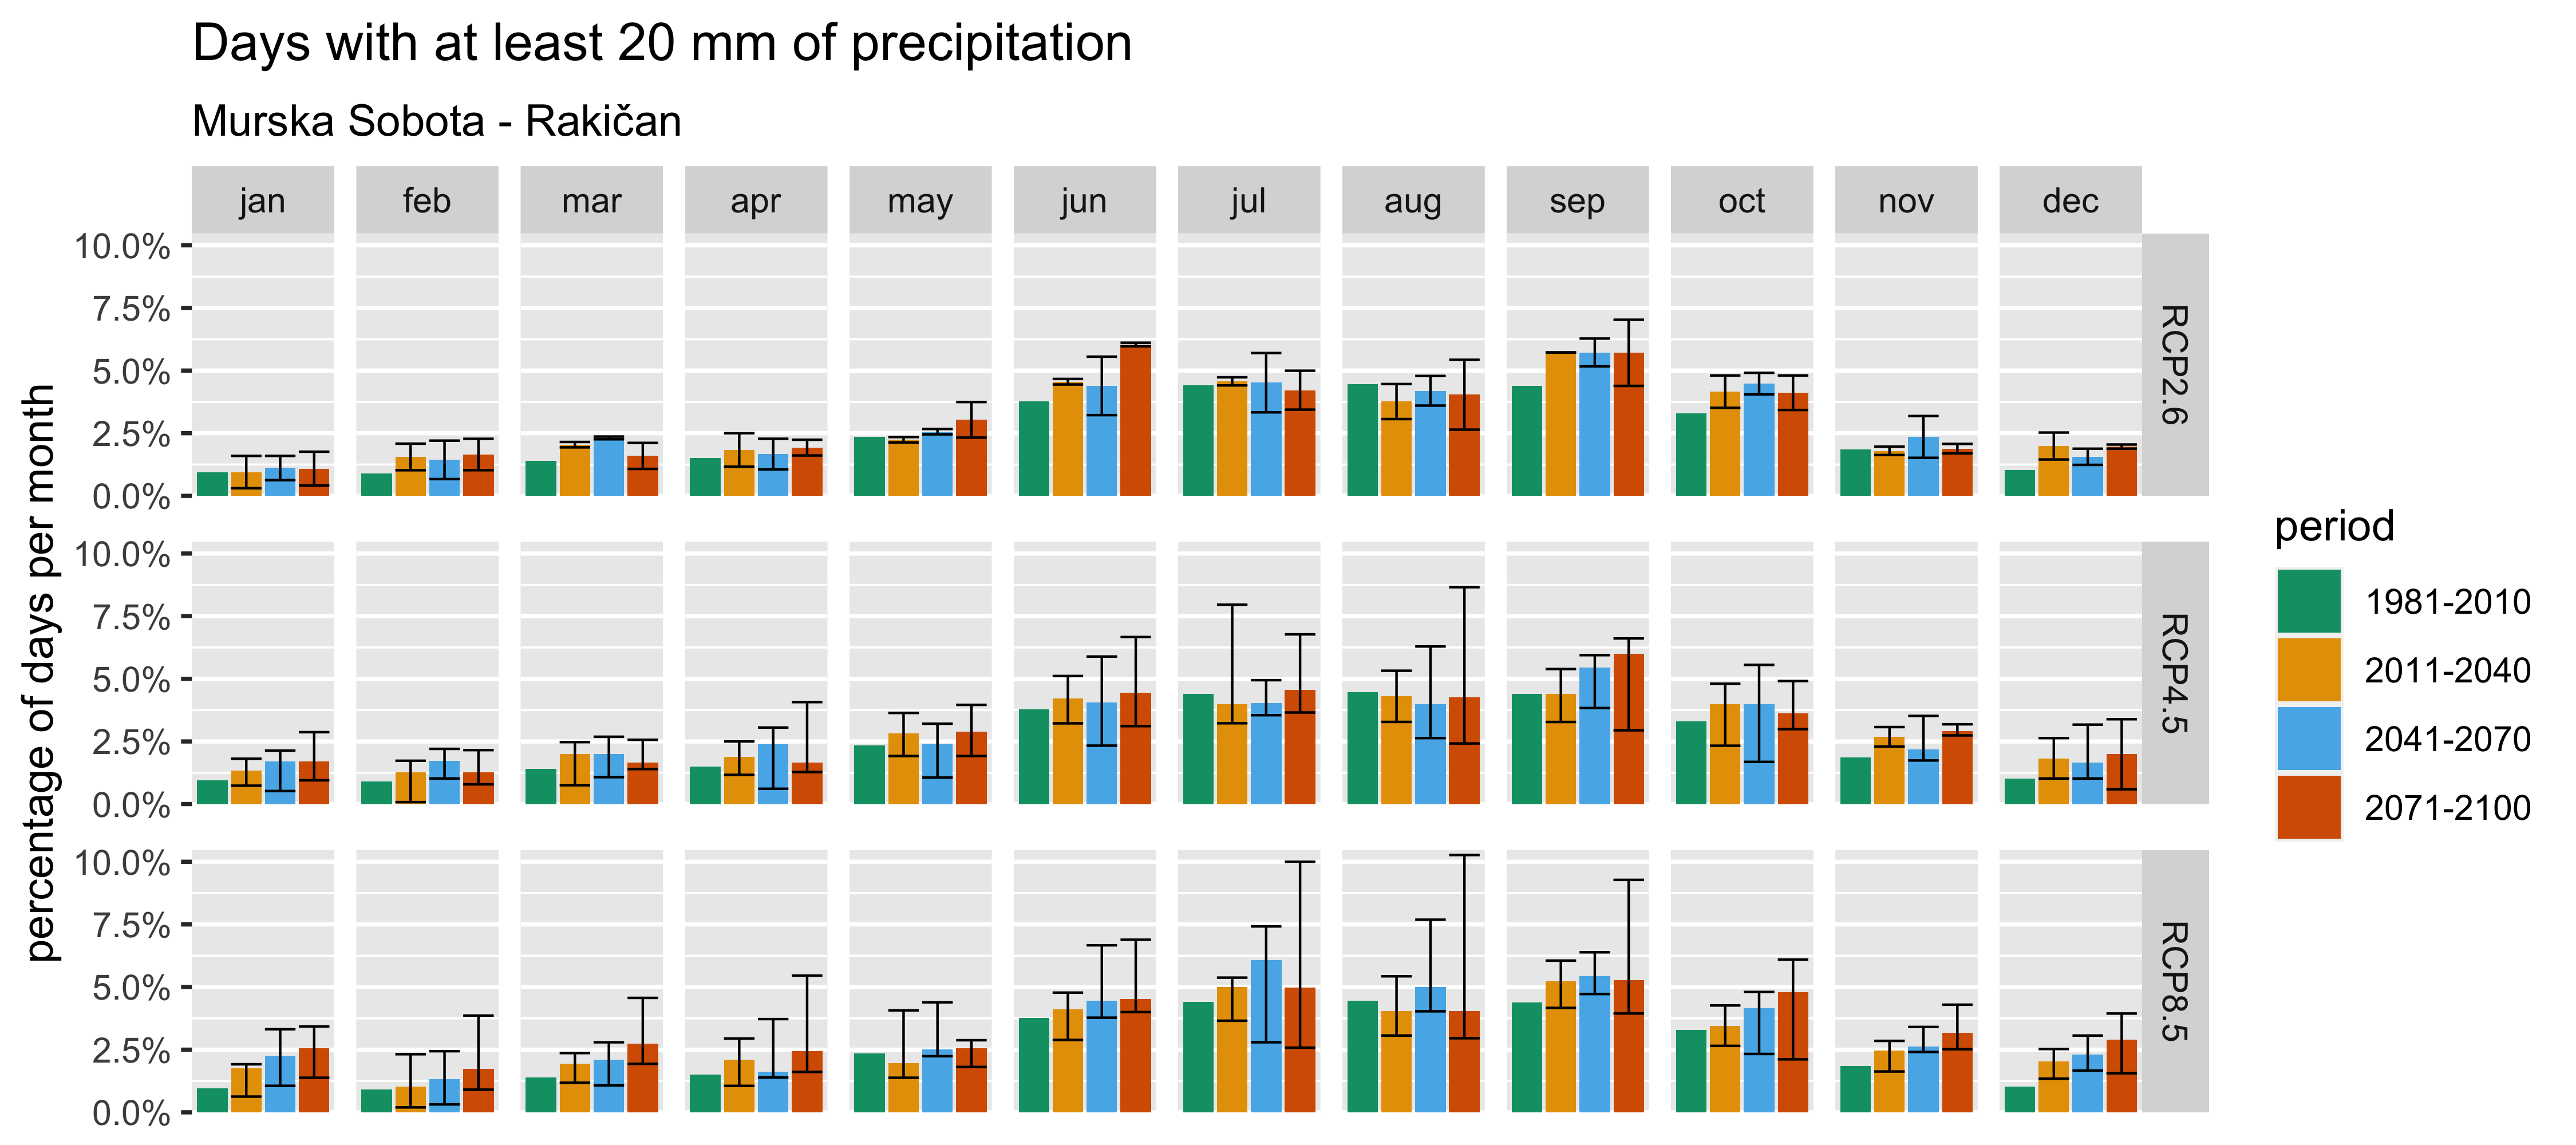 Days with at least 20 mm of precipitation
Murska Sobota - Rakičan
jan feb mar apr may jun jul aug sep oct nov dec
percentage of days per month
10.0%
7.5%
5.0%
2.5%
0.0%
RCP2.6
10.0%
7.5%
5.0%
2.5%
0.0%
RCP4.5
10.0%
7.5%
5.0%
2.5%
0.0%
RCP8.5
period
1981-2010
2011-2040
2041-2070
2071-2100